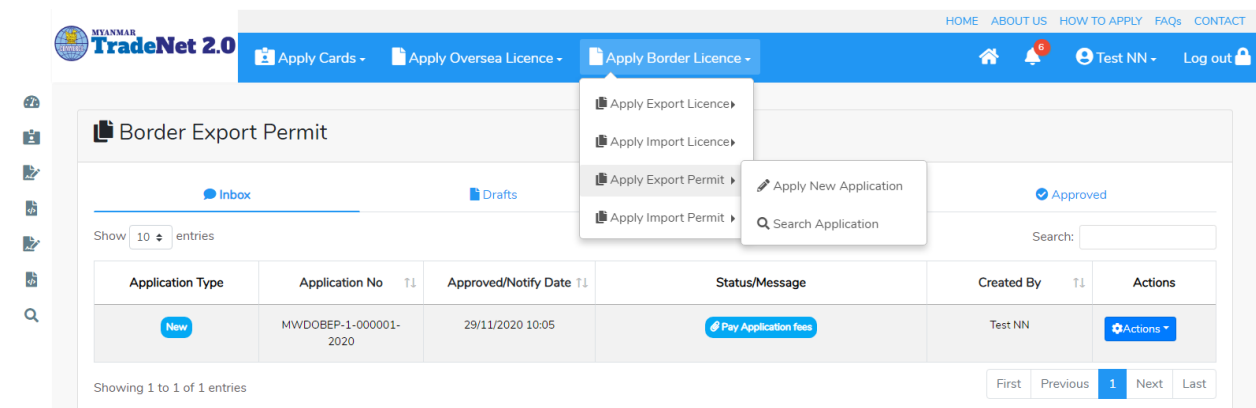 HOME ABOUT US HOW TO APPLY FAQs CONTACT
MYANMAR
TradeNet 2.0
Apply Cards
Apply Oversea Licence
Apply Border Licence
6
Test NN
Log out
Apply Export Licence
Apply Import Licence
Apply Export Permit
Apply Import Permit
Apply New Application
Search Application
Border Export Permit
Inbox
Drafts
Approved
Show 10 entries
Search:
Application Type Application No Approved/Notify Date Status/Message Created By Actions
New MWDOBEP-1-000001- 29/11/2020 10:05 Pay Application fees Test NN Actions
2020
Showing 1 to 1 of 1 entries
First Previous 1 Next Last